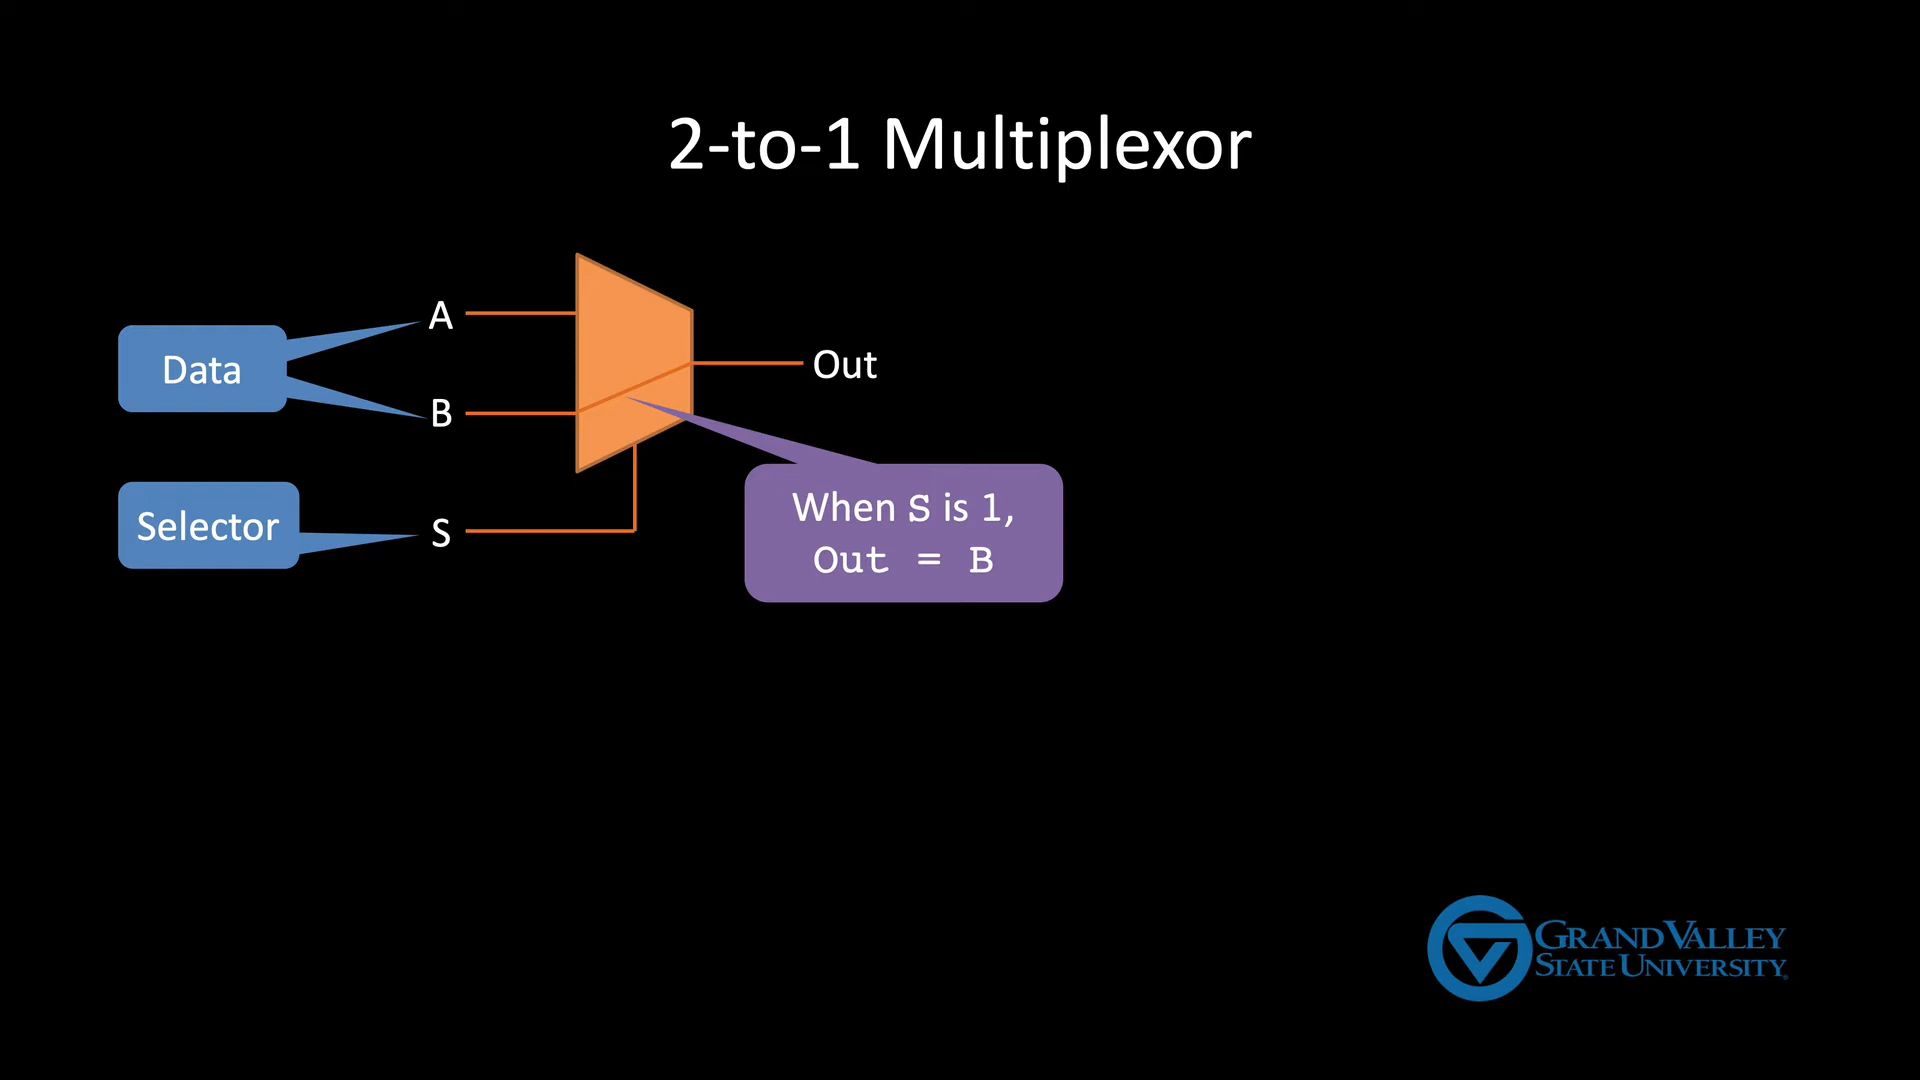 2-to-1 Multiplexor
Data
A
B
Out
Selector
S
When S is 1,
Out = B
GRAND VALLEY
STATE UNIVERSITY